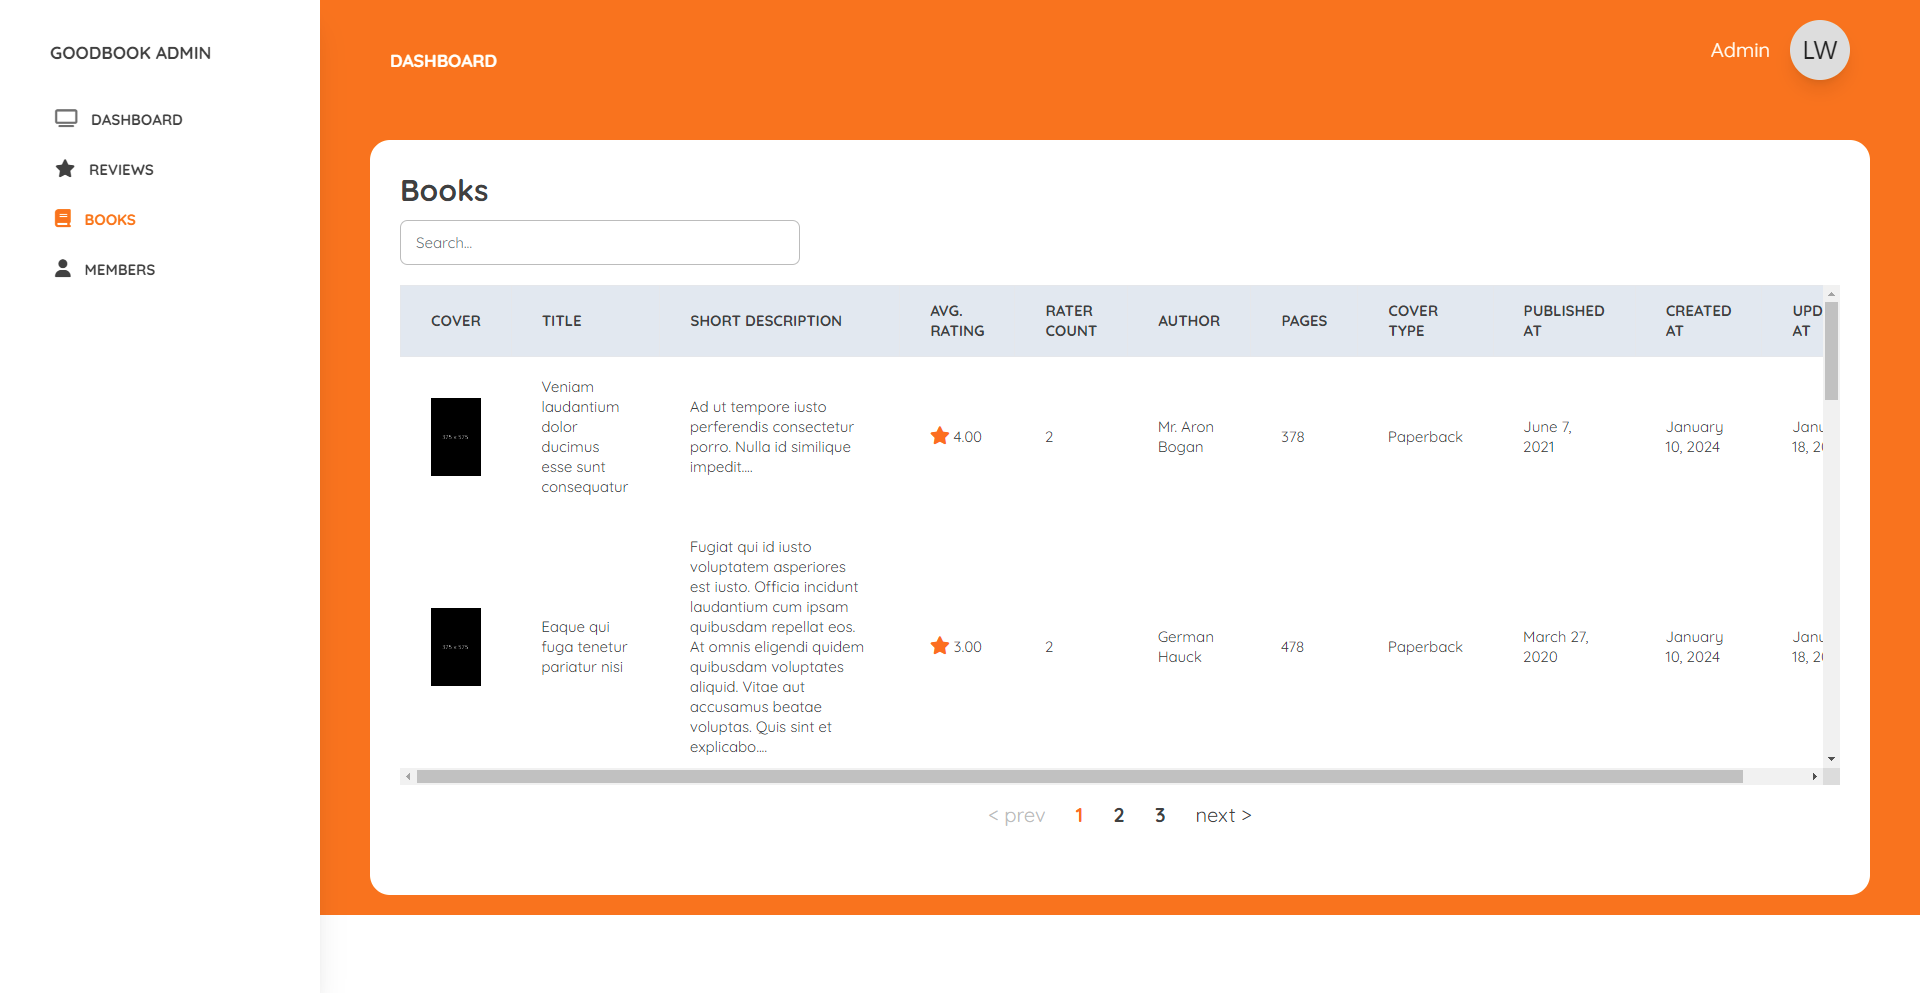 GOODBOOK ADMIN
DASHBOARD
REVIEWS
BOOKS
MEMBERS
DASHBOARD
Admin
LW
Books
Search...
COVER
TITLE
SHORT DESCRIPTION
AVG.
RATING
RATER
COUNT
AUTHOR
PAGES
COVER
TYPE
PUBLISHED
AT
CREATED
AT
UPD
AT
375 x 575
Veniam
laudantium
dolor
ducimus
esse sunt
consequatur
Ad ut tempore iusto
perferendis consectetur
porro. Nulla id similique
impedit....
4.00
2
Mr. Aron
Bogan
378
Paperback
June 7,
2021
January
10, 2024
Janu
18, 20
375 x 575
Eaque qui
fuga tenetur
pariatur nisi
Fugiat qui id iusto
voluptatem asperiores
est iusto. Officia incidunt
laudantium cum ipsam
quibusdam repellat eos.
At omnis eligendi quidem
quibusdam voluptates
aliquid. Vitae aut
accusamus beatae
voluptas. Quis sint et
explicabo....
3.00
2
German
Hauck
478
Paperback
March 27,
2020
January
10, 2024
Janu
18, 20
< prev 1 2 3 next >